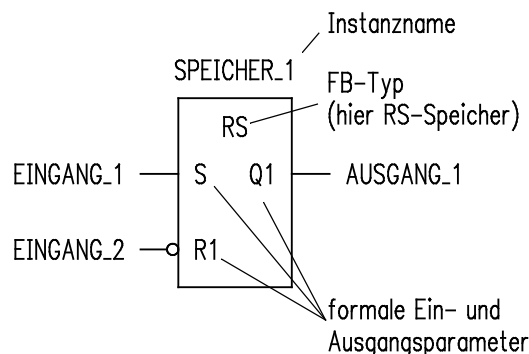 Instanzname
SPEICHER_1
FB-Typ
(hier RS-Speicher)
RS
EINGANG_1
S
Q1
AUSGANG_1
EINGANG_2
R1
formale Ein- und
Ausgangsparameter